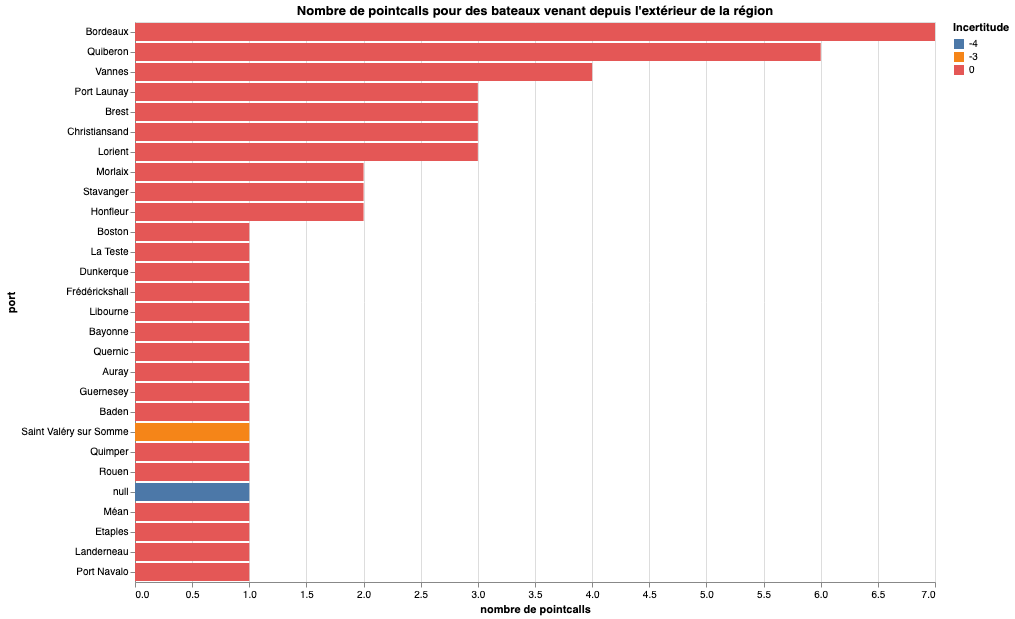 Nombre de pointcalls pour des bateaux venant depuis l'extérieur de la région
Incertitude
-4
-3
0
port
Bordeaux
Quiberon
Vannes
Port Launay
Brest
Christiansand
Lorient
Morlaix
Stavanger
Honfleur
Boston
La Teste
Dunkerque
Frédérickshall
Libourne
Bayonne
Quernic
Auray
Guernesey
Baden
Saint Valéry sur Somme
Quimper
Rouen
null
Méan
Etaples
Landerneau
Port Navalo
0.0 0.5 1.0 1.5 2.0 2.5 3.0 3.5 4.0 4.5 5.0 5.5 6.0 6.5 7.0
nombre de pointcalls